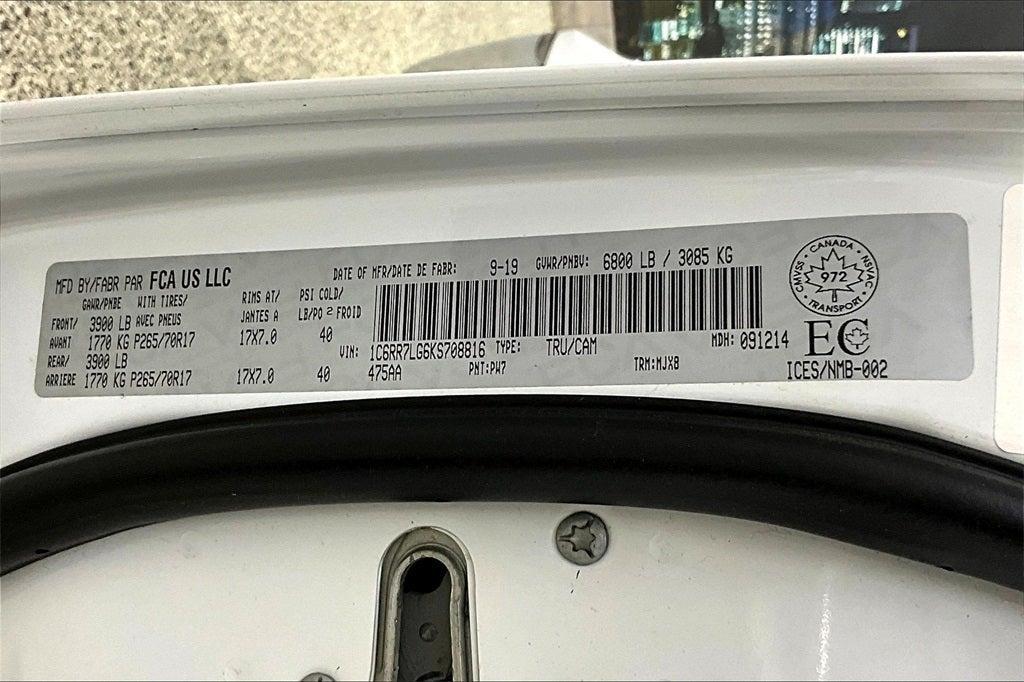 MFD BY/FABR PAR FCA US LLC DATE OF MFR/DATE DE FABR: 9-19 GVWR/PNBV: 6800 LB / 3085 KG
GAWR/PNBE WITH TIRES/ RIMS AT/ PSI COLD/
FRONT/ 3900 LB AVEC PNEUS JANTES A LB/PO² FROID
AVANT 1770 KG P265/70R17 17X7.0 40
REAR/ 3900 LB VIN: 1C6RR7LG6KS708816 TYPE: TRU/CAM MDH: 091214
ARRIERE 1770 KG P265/70R17 17X7.0 40 475AA PNT:PW7 TRM:MJX8
CANADA
CMVSS 972 NSVAC
TRANSPORT
EC
ICES/NMB-002